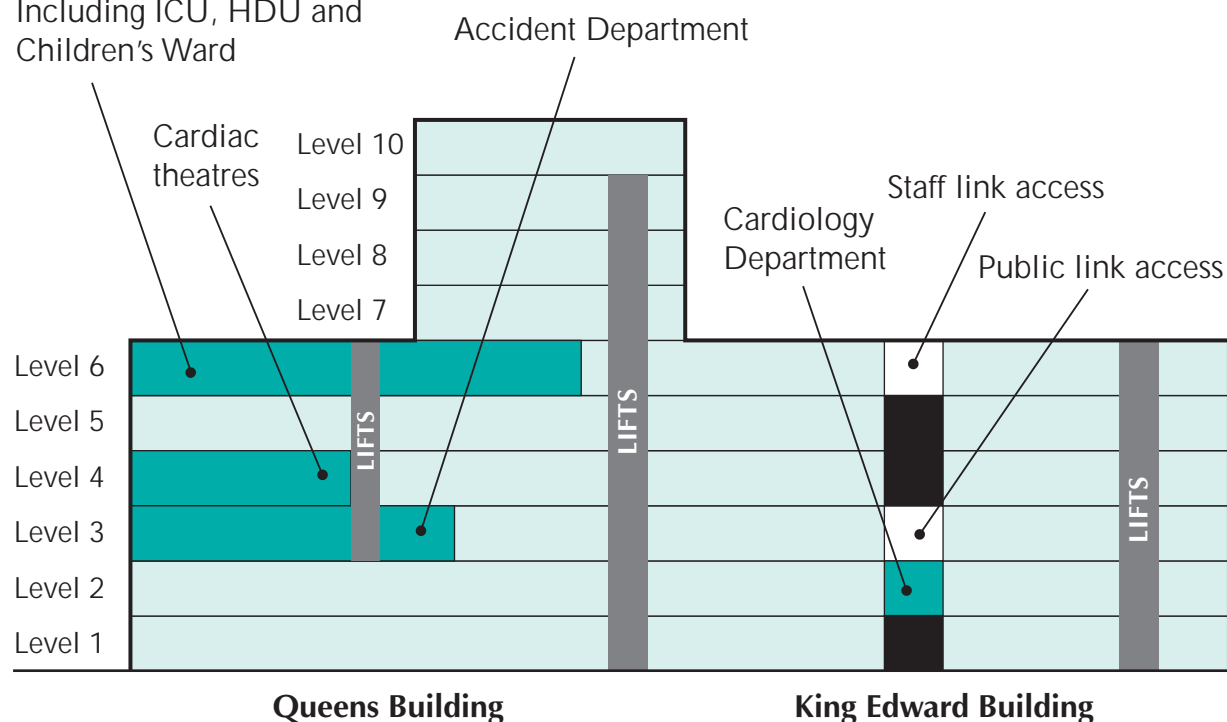 Including ICU, HDU and
Children's Ward
Accident Department
Cardiac
theatres
Level 10
Level 9
Level 8
Level 7
Staff link access
Cardiology
Department
Public link access
Level 6
Level 5
Level 4
Level 3
Level 2
Level 1
LIFTS
LIFTS
LIFTS
Queens Building
King Edward Building